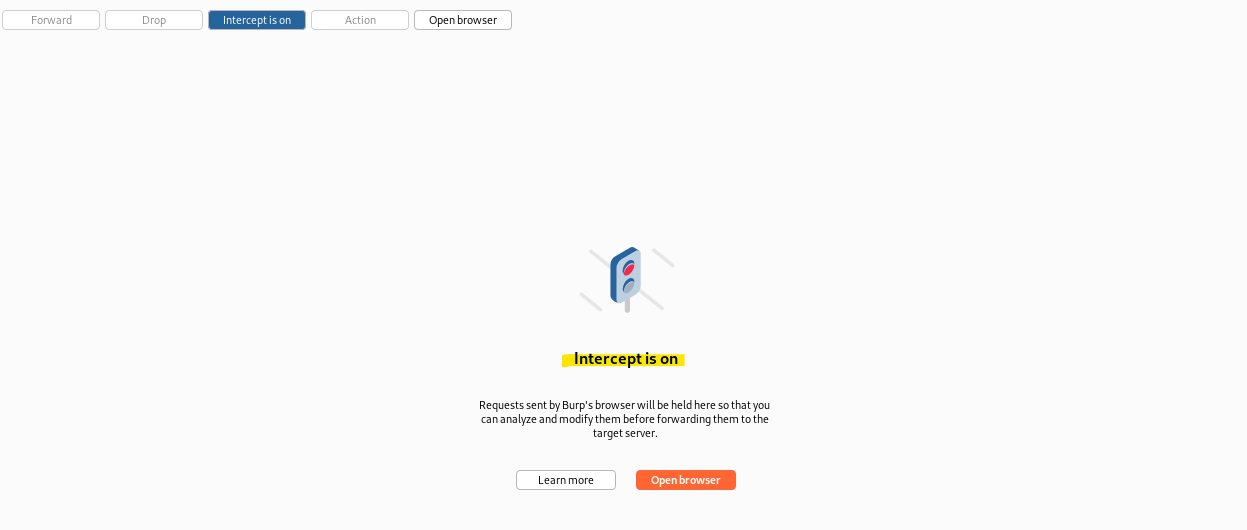 Forward Drop Intercept is on Action Open browser
Intercept is on
Requests sent by Burp's browser will be held here so that you
can analyze and modify them before forwarding them to the
target server.
Learn more Open browser